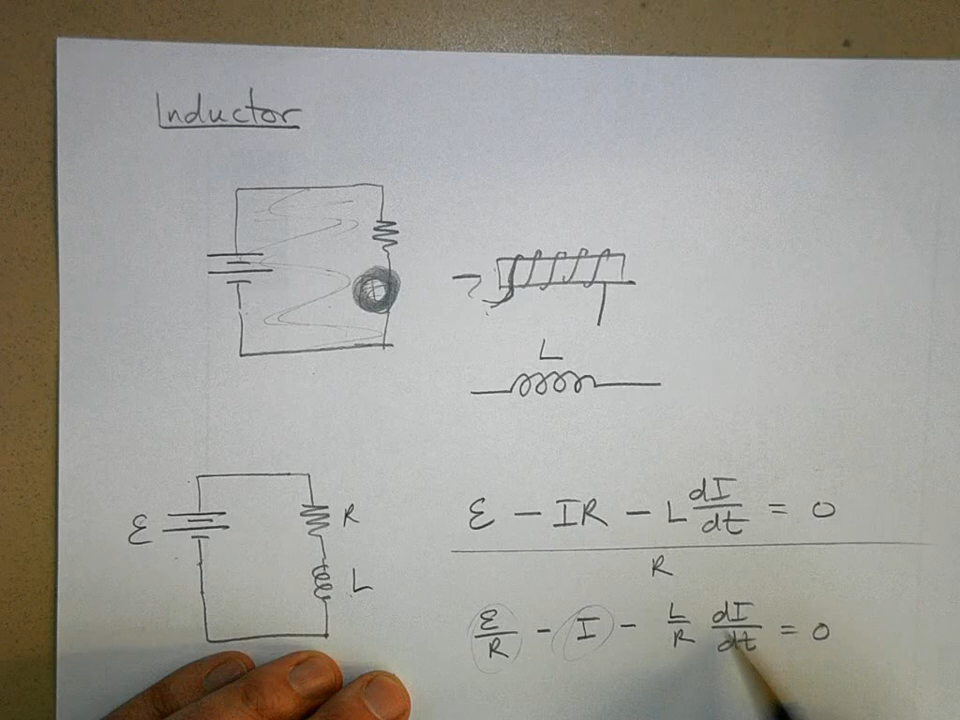 Inductor
L
ℰ
R
L
ℰ - IR - L dI/dt = 0
R
ℰ/R - I - L/R dI/dt = 0